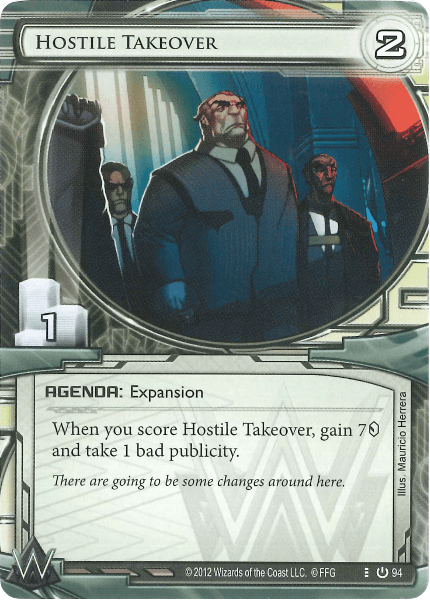 HOSTILE TAKEOVER
2
1
AGENDA: Expansion
When you score Hostile Takeover, gain 7
and take 1 bad publicity.
There are going to be some changes around here.
Illus. Mauricio Herrera
W
© 2012 Wizards of the Coast LLC. © FFG
94